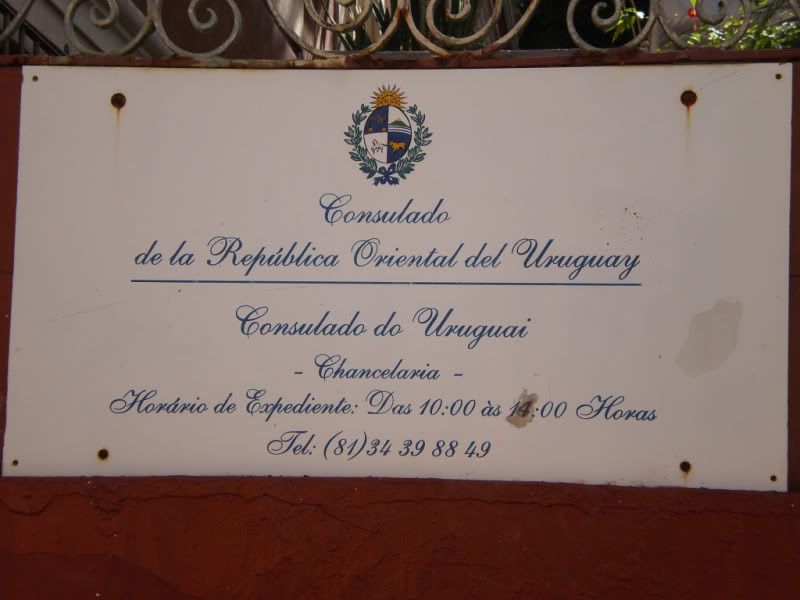 Consulado
de la República Oriental del Uruguay
Consulado do Uruguai
- Chancelaria -
Horário de Expediente: Das 10:00 às 14:00 Horas
Tel: (81)34 39 88 49